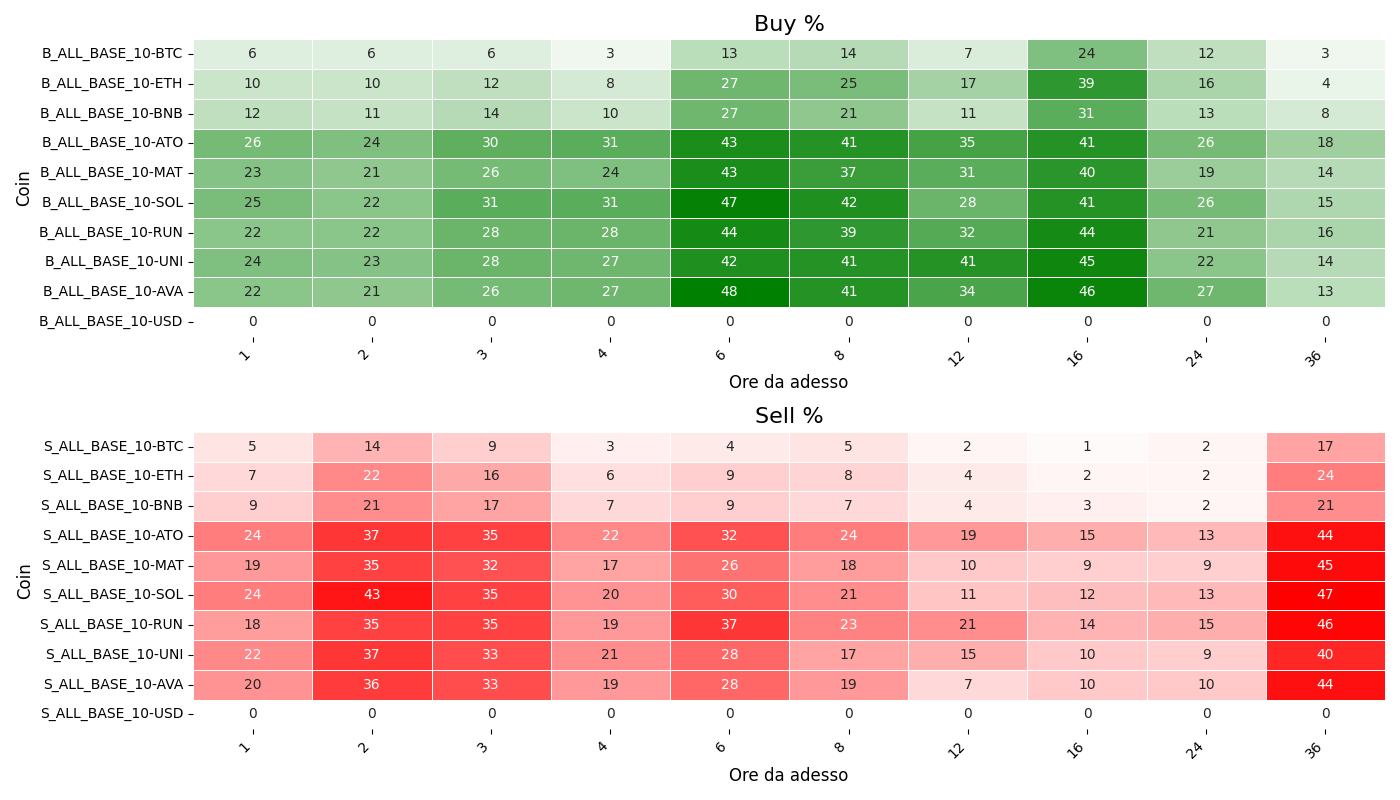 Buy %
Coin
B_ALL_BASE_10-BTC 6 6 6 3 13 14 7 24 12 3
B_ALL_BASE_10-ETH 10 10 12 8 27 25 17 39 16 4
B_ALL_BASE_10-BNB 12 11 14 10 27 21 11 31 13 8
B_ALL_BASE_10-ATO 26 24 30 31 43 41 35 41 26 18
B_ALL_BASE_10-MAT 23 21 26 24 43 37 31 40 19 14
B_ALL_BASE_10-SOL 25 22 31 31 47 42 28 41 26 15
B_ALL_BASE_10-RUN 22 22 28 28 44 39 32 44 21 16
B_ALL_BASE_10-UNI 24 23 28 27 42 41 41 45 22 14
B_ALL_BASE_10-AVA 22 21 26 27 48 41 34 46 27 13
B_ALL_BASE_10-USD 0 0 0 0 0 0 0 0 0 0
1 2 3 4 6 8 12 16 24 36
Ore da adesso
Sell %
Coin
S_ALL_BASE_10-BTC 5 14 9 3 4 5 2 1 2 17
S_ALL_BASE_10-ETH 7 22 16 6 9 8 4 2 2 24
S_ALL_BASE_10-BNB 9 21 17 7 9 7 4 3 2 21
S_ALL_BASE_10-ATO 24 37 35 22 32 24 19 15 13 44
S_ALL_BASE_10-MAT 19 35 32 17 26 18 10 9 9 45
S_ALL_BASE_10-SOL 24 43 35 20 30 21 11 12 13 47
S_ALL_BASE_10-RUN 18 35 35 19 37 23 21 14 15 46
S_ALL_BASE_10-UNI 22 37 33 21 28 17 15 10 9 40
S_ALL_BASE_10-AVA 20 36 33 19 28 19 7 10 10 44
S_ALL_BASE_10-USD 0 0 0 0 0 0 0 0 0 0
1 2 3 4 6 8 12 16 24 36
Ore da adesso